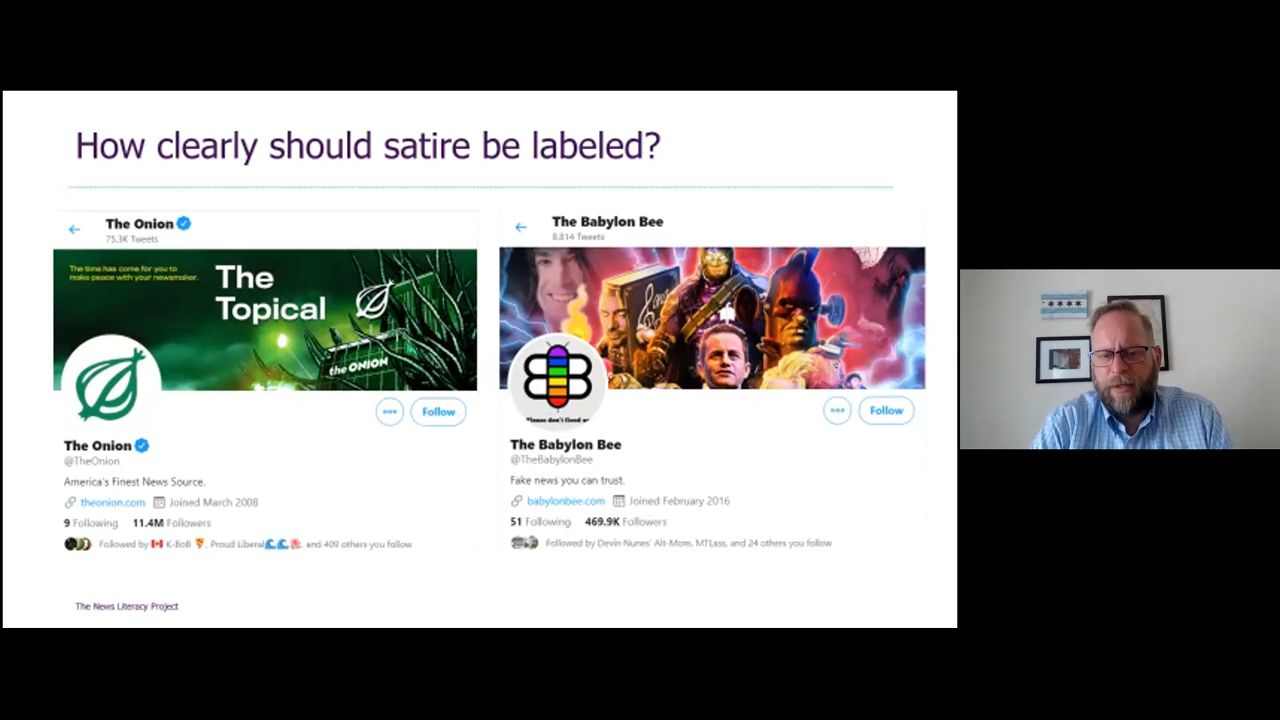 How clearly should satire be labeled?
The Onion
75.3K Tweets
The time has come for you to
make peace with your newsmaker.
The
Topical
the ONION
Follow
The Onion
@TheOnion
America's Finest News Source.
theonion.com Joined March 2008
9 Following 11.4M Followers
Followed by K-BoB, Proud Liberal, and 409 others you follow
The Babylon Bee
8,814 Tweets
Follow
The Babylon Bee
@TheBabylonBee
Fake news you can trust.
babylonbee.com Joined February 2016
51 Following 469.9K Followers
Followed by Devin Nunes' Alt-Mom, MTLass, and 24 others you follow
The News Literacy Project